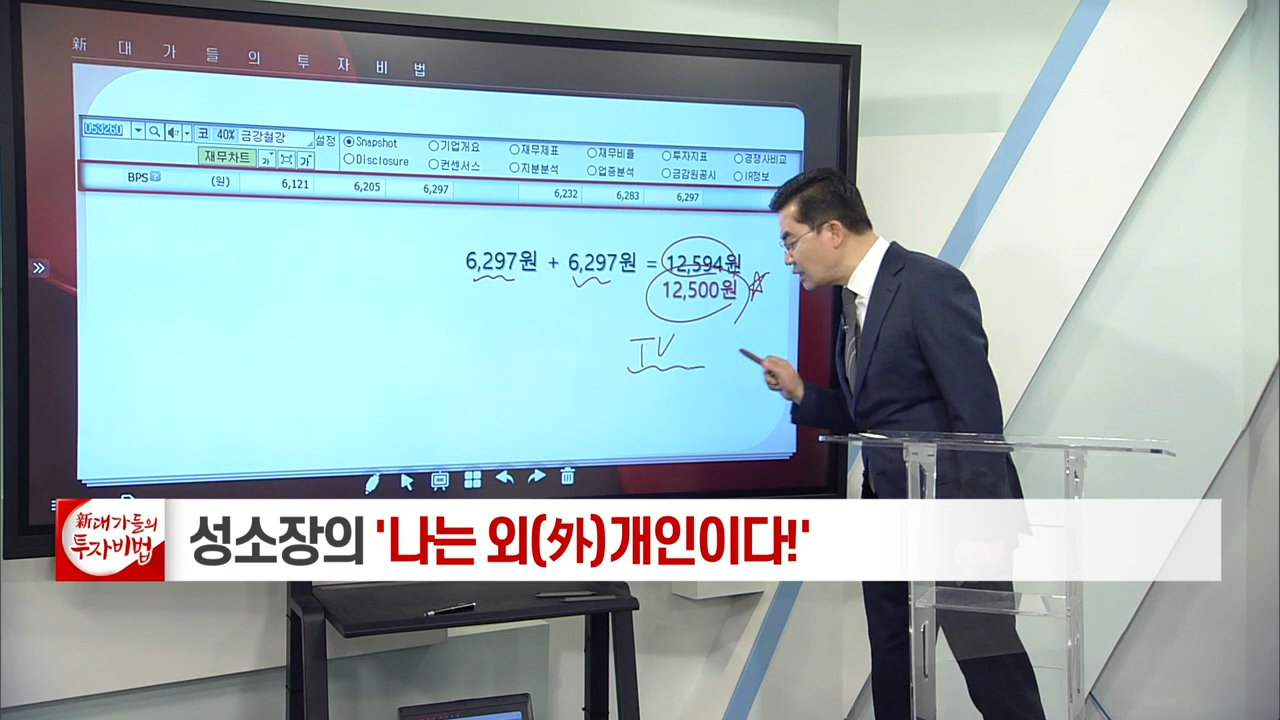 新 대 가 들 의 투 자 비 법
053260 코 40% 금강철강 설정 Snapshot 기업개요 재무제표 재무비율 투자지표 경쟁사비교
재무차트 가 가 Disclosure 컨센서스 지분분석 업종분석 금감원공시 IR정보
BPS (원) 6,121 6,205 6,297 6,232 6,283 6,297
6,297원 + 6,297원 = 12,594원
12,500원
IV
新대가들의
투자비법
성소장의 '나는 외(外)개인이다!'